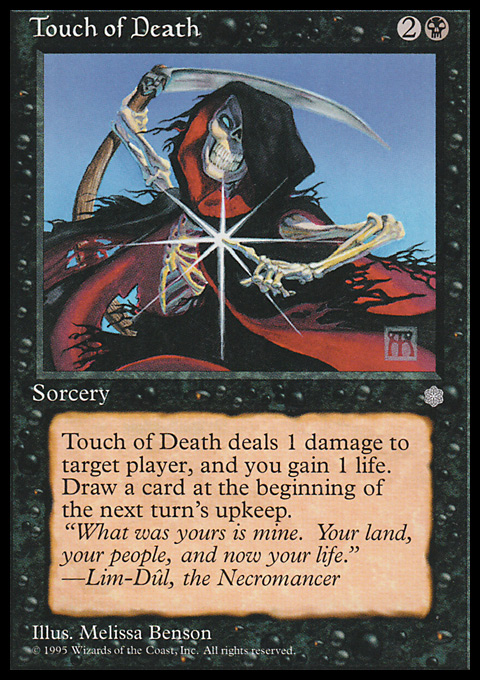 Touch of Death 2
Sorcery
Touch of Death deals 1 damage to
target player, and you gain 1 life.
Draw a card at the beginning of
the next turn's upkeep.
“What was yours is mine. Your land,
your people, and now your life.”
—Lim-Dûl, the Necromancer
Illus. Melissa Benson
© 1995 Wizards of the Coast, Inc. All rights reserved.